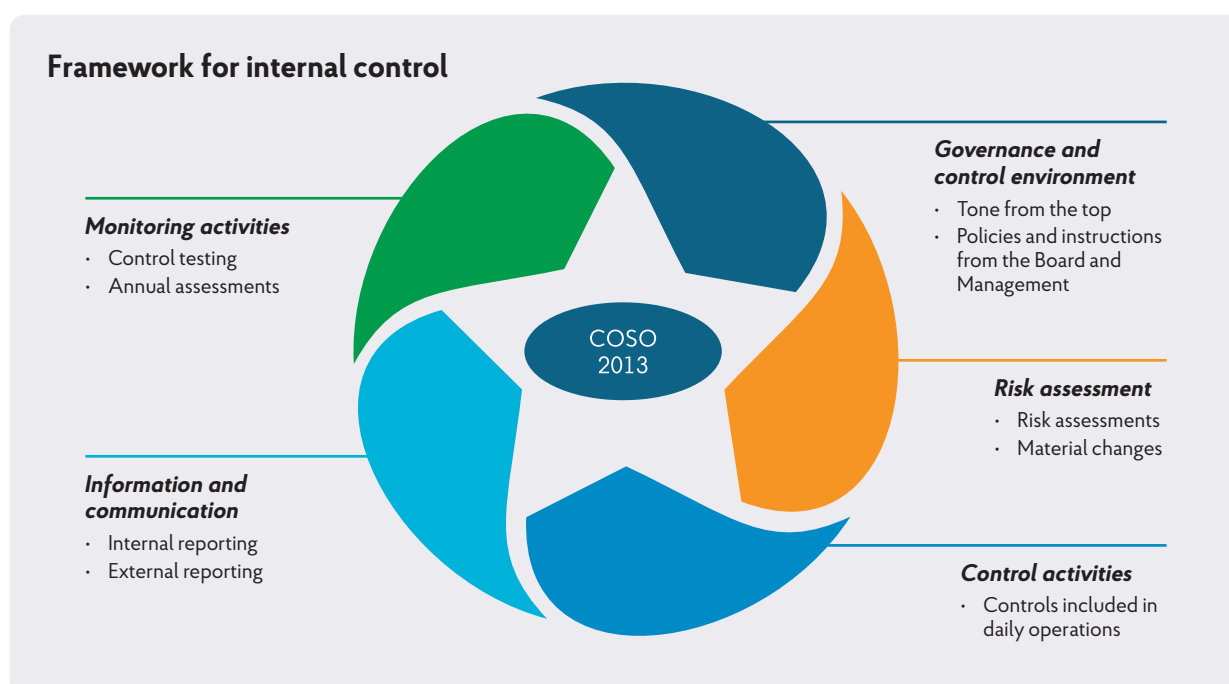 Framework for internal control
Governance and
control environment
· Tone from the top
· Policies and instructions
from the Board and
Management
Risk assessment
· Risk assessments
· Material changes
Control activities
· Controls included in
daily operations
Information and
communication
· Internal reporting
· External reporting
Monitoring activities
· Control testing
· Annual assessments
COSO
2013